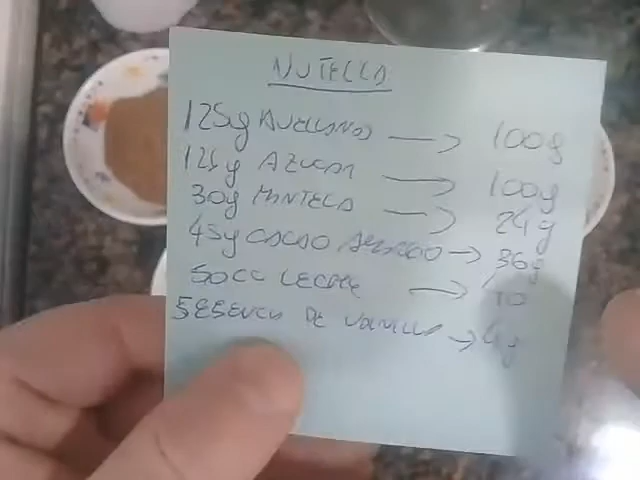 NUTELLA
125g AVELLANAS → 100g
125g AZUCAR → 100g
30g MANTECA → 24g
45g CACAO AMARGO → 36g
50CC LECHE →
5 ESENCIA DE VAINILLA → 4g